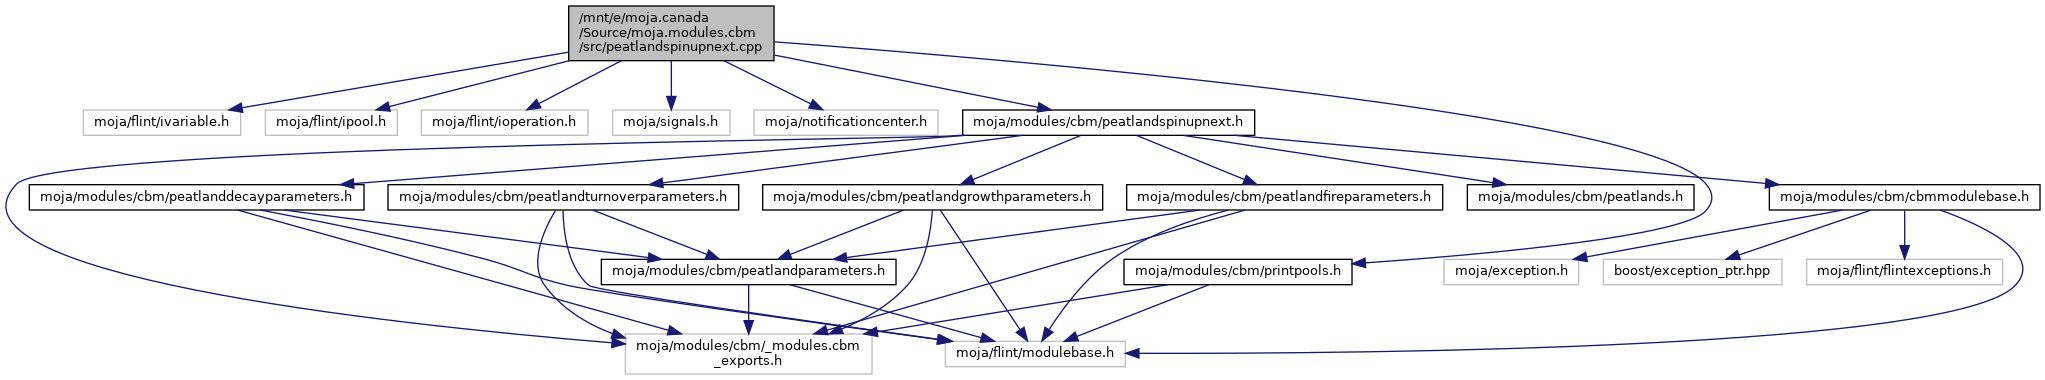 /mnt/e/moja.canada
/Source/moja.modules.cbm
/src/peatlandspinupnext.cpp
moja/flint/ivariable.h
moja/flint/ipool.h
moja/flint/ioperation.h
moja/signals.h
moja/notificationcenter.h
moja/modules/cbm/peatlandspinupnext.h
moja/modules/cbm/peatlanddecayparameters.h
moja/modules/cbm/peatlandturnoverparameters.h
moja/modules/cbm/peatlandgrowthparameters.h
moja/modules/cbm/peatlandfireparameters.h
moja/modules/cbm/peatlands.h
moja/modules/cbm/cbmmodulebase.h
moja/modules/cbm/peatlandparameters.h
moja/modules/cbm/printpools.h
moja/exception.h
boost/exception_ptr.hpp
moja/flint/flintexceptions.h
moja/modules/cbm/_modules.cbm
_exports.h
moja/flint/modulebase.h